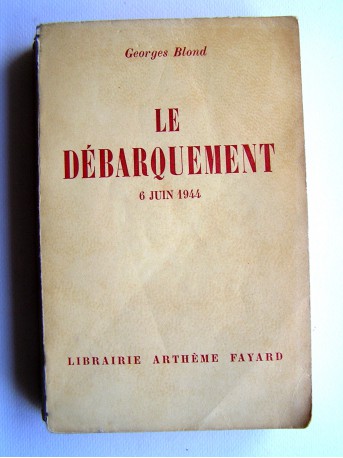 Georges Blond
LE
DÉBARQUEMENT
6 JUIN 1944
LIBRAIRIE ARTHÈME FAYARD